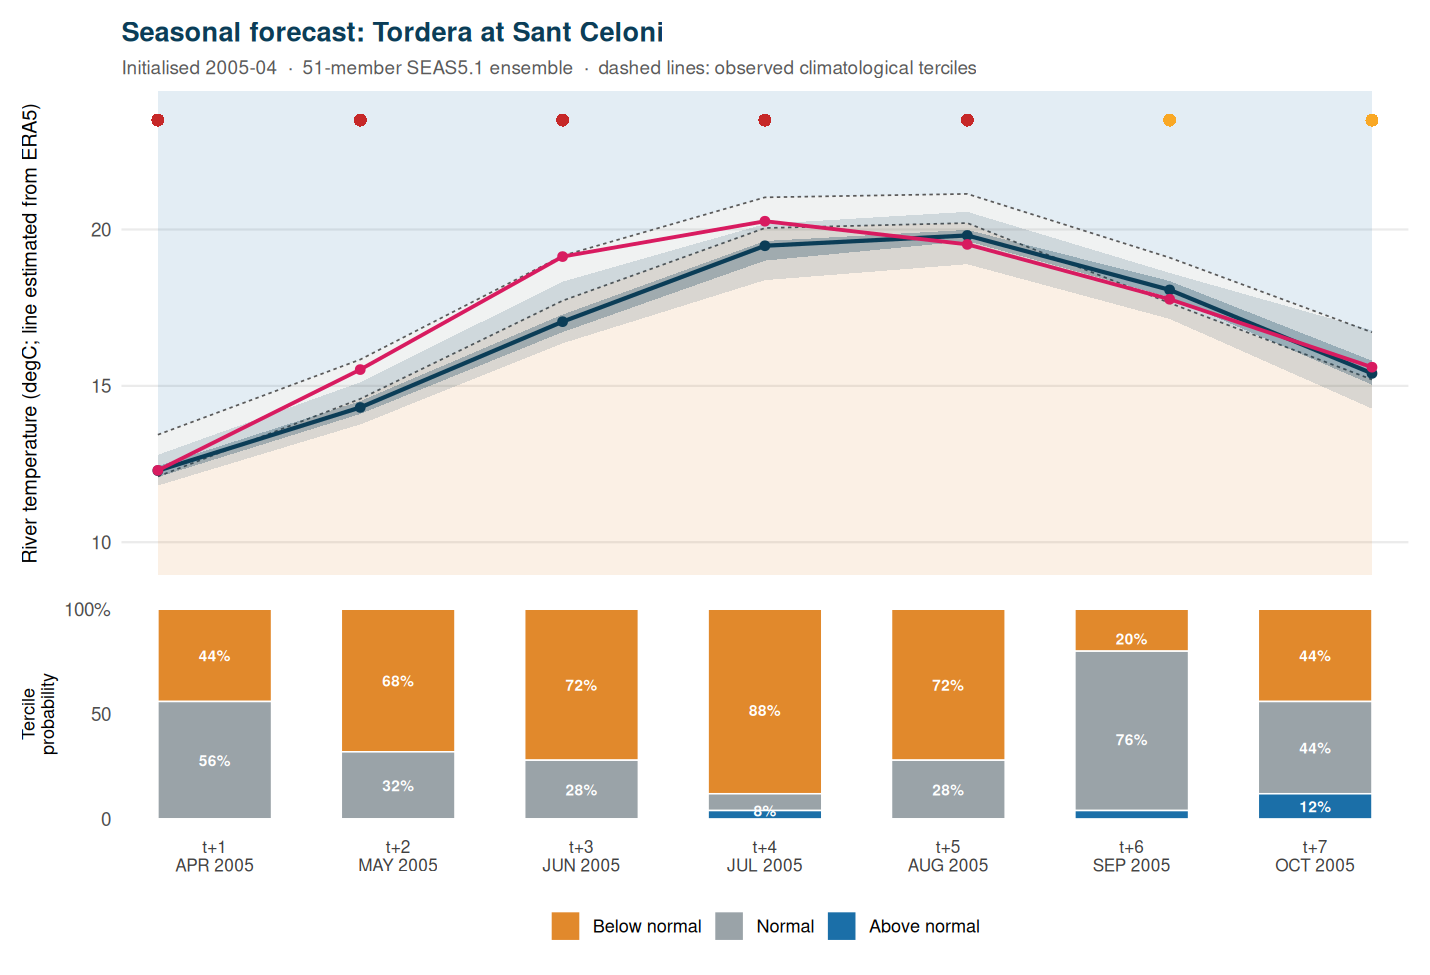 Seasonal forecast: Tordera at Sant Celoni
Initialised 2005-04 · 51-member SEAS5.1 ensemble · dashed lines: observed climatological terciles
River temperature (degC; line estimated from ERA5)
20
15
10
Tercile
probability
100%
50
0
44% 68% 72% 88% 72% 20% 44%
56% 32% 28% 8% 28% 76% 44%
12%
t+1 t+2 t+3 t+4 t+5 t+6 t+7
APR 2005 MAY 2005 JUN 2005 JUL 2005 AUG 2005 SEP 2005 OCT 2005
Below normal Normal Above normal